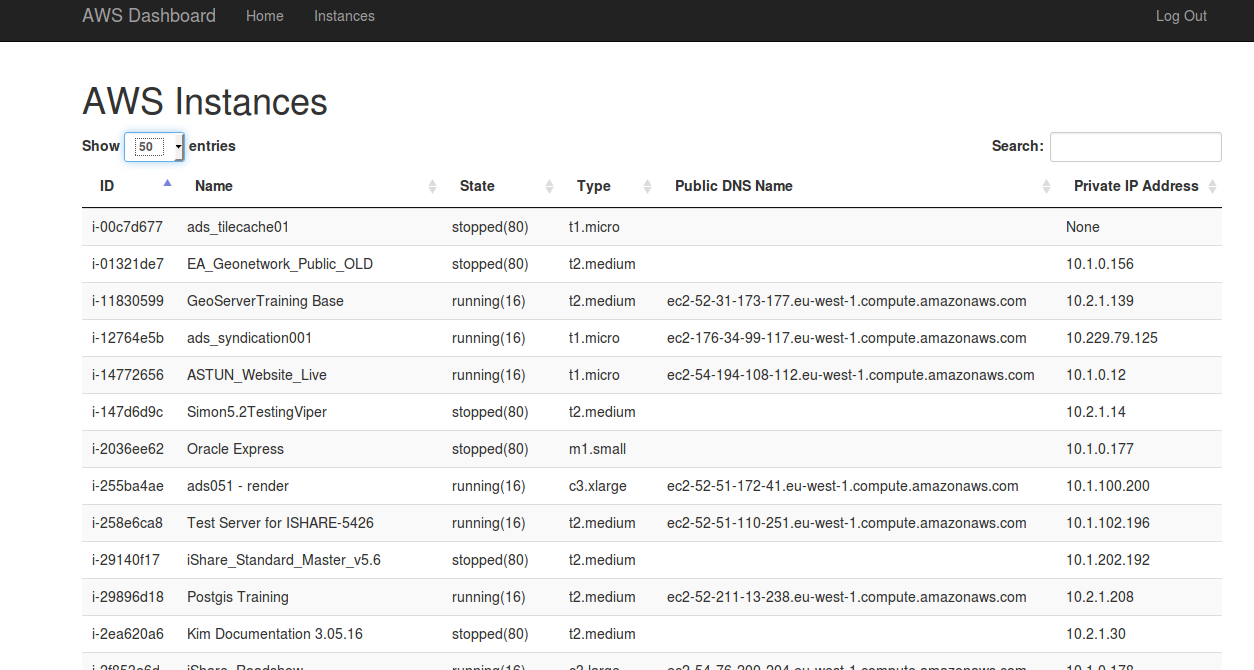 AWS Dashboard Home Instances Log Out
AWS Instances
Show 50 entries Search:
ID Name State Type Public DNS Name Private IP Address
i-00c7d677 ads_tilecache01 stopped(80) t1.micro None
i-01321de7 EA_Geonetwork_Public_OLD stopped(80) t2.medium 10.1.0.156
i-11830599 GeoServerTraining Base running(16) t2.medium ec2-52-31-173-177.eu-west-1.compute.amazonaws.com 10.2.1.139
i-12764e5b ads_syndication001 running(16) t1.micro ec2-176-34-99-117.eu-west-1.compute.amazonaws.com 10.229.79.125
i-14772656 ASTUN_Website_Live running(16) t1.micro ec2-54-194-108-112.eu-west-1.compute.amazonaws.com 10.1.0.12
i-147d6d9c Simon5.2TestingViper stopped(80) t2.medium 10.2.1.14
i-2036ee62 Oracle Express stopped(80) m1.small 10.1.0.177
i-255ba4ae ads051 - render running(16) c3.xlarge ec2-52-51-172-41.eu-west-1.compute.amazonaws.com 10.1.100.200
i-258e6ca8 Test Server for ISHARE-5426 running(16) t2.medium ec2-52-51-110-251.eu-west-1.compute.amazonaws.com 10.1.102.196
i-29140f17 iShare_Standard_Master_v5.6 stopped(80) t2.medium 10.1.202.192
i-29896d18 Postgis Training running(16) t2.medium ec2-52-211-13-238.eu-west-1.compute.amazonaws.com 10.2.1.208
i-2ea620a6 Kim Documentation 3.05.16 stopped(80) t2.medium 10.2.1.30
iShare_Roadshow running(16)